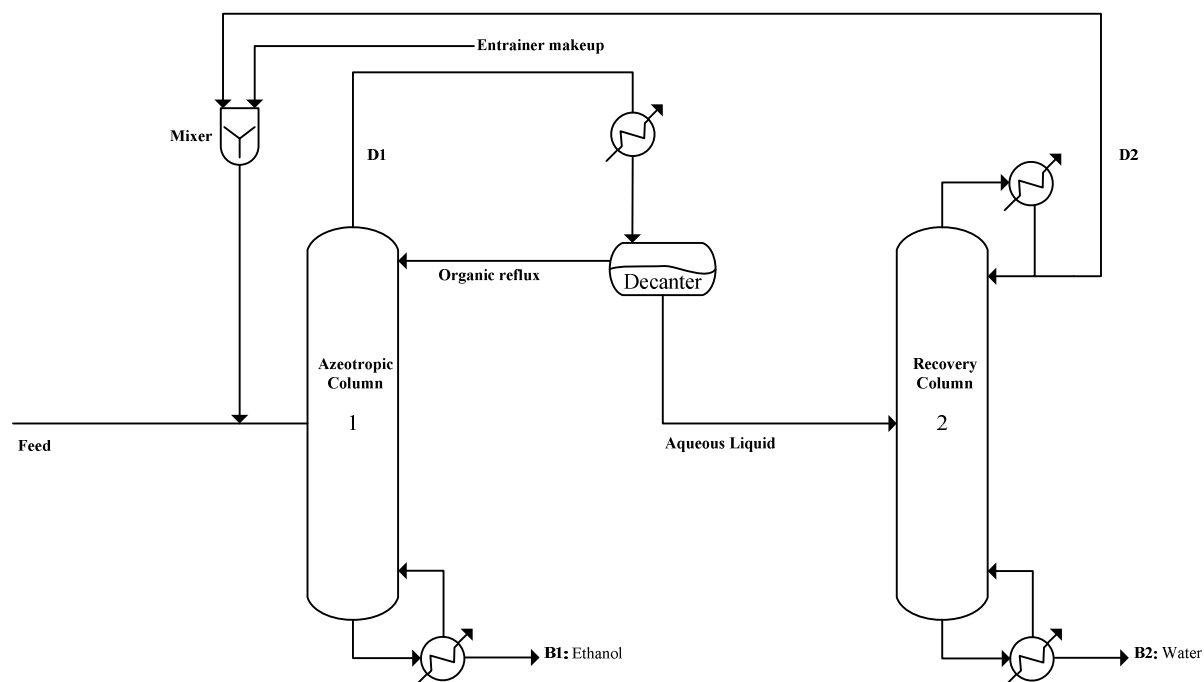 Entrainer makeup
Mixer
D1
D2
Organic reflux
Decanter
Azeotropic
Column
1
Recovery
Column
2
Feed
Aqueous Liquid
B1: Ethanol
B2: Water